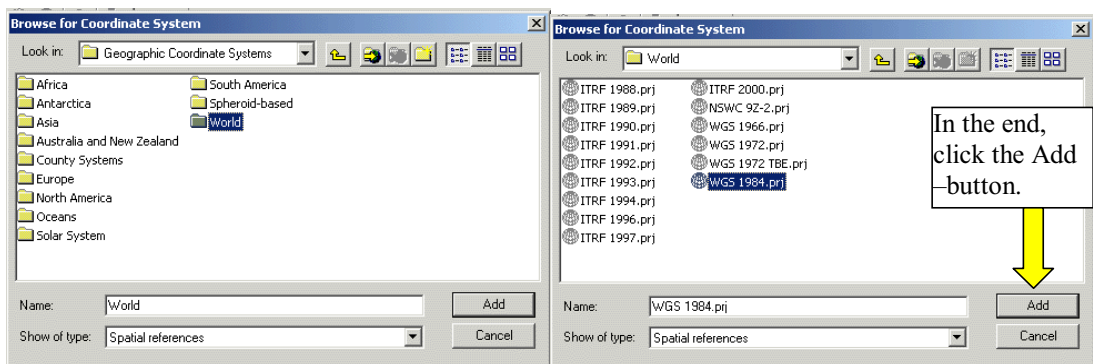 Browse for Coordinate System
Look in: Geographic Coordinate Systems
Africa
Antarctica
Asia
Australia and New Zealand
County Systems
Europe
North America
Oceans
Solar System
South America
Spheroid-based
World
Name: World Add
Show of type: Spatial references Cancel
Browse for Coordinate System
Look in: World
ITRF 1988.prj
ITRF 1989.prj
ITRF 1990.prj
ITRF 1991.prj
ITRF 1992.prj
ITRF 1993.prj
ITRF 1994.prj
ITRF 1996.prj
ITRF 1997.prj
ITRF 2000.prj
NSWC 9Z-2.prj
WGS 1966.prj
WGS 1972.prj
WGS 1972 TBE.prj
WGS 1984.prj
In the end,
click the Add
–button.
Name: WGS 1984.prj Add
Show of type: Spatial references Cancel